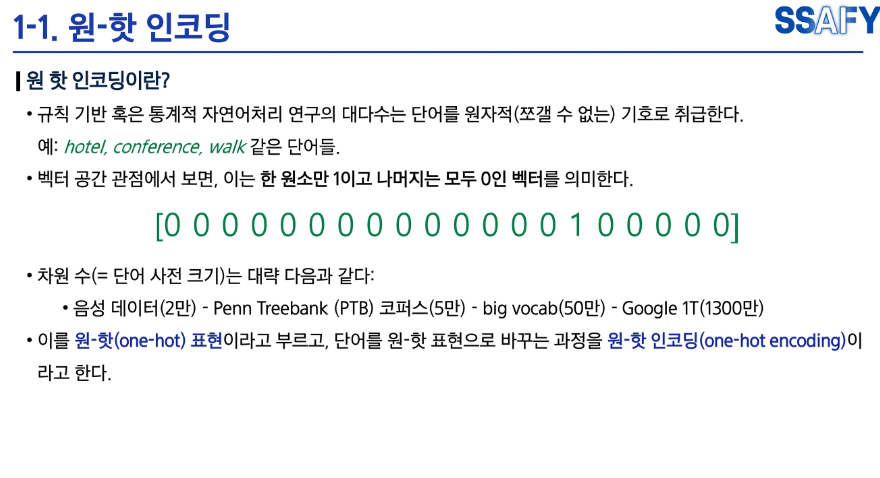 1-1. 원-핫 인코딩
SSAFY
원 핫 인코딩이란?
• 규칙 기반 혹은 통계적 자연어처리 연구의 대다수는 단어를 원자적(쪼갤 수 없는) 기호로 취급한다.
예: hotel, conference, walk 같은 단어들.
• 벡터 공간 관점에서 보면, 이는 한 원소만 1이고 나머지는 모두 0인 벡터를 의미한다.
[0 0 0 0 0 0 0 0 0 0 0 0 0 0 1 0 0 0 0 0]
• 차원 수(= 단어 사전 크기)는 대략 다음과 같다:
• 음성 데이터(2만) - Penn Treebank (PTB) 코퍼스(5만) - big vocab(50만) - Google 1T(1300만)
• 이를 원-핫(one-hot) 표현이라고 부르고, 단어를 원-핫 표현으로 바꾸는 과정을 원-핫 인코딩(one-hot encoding)이
라고 한다.